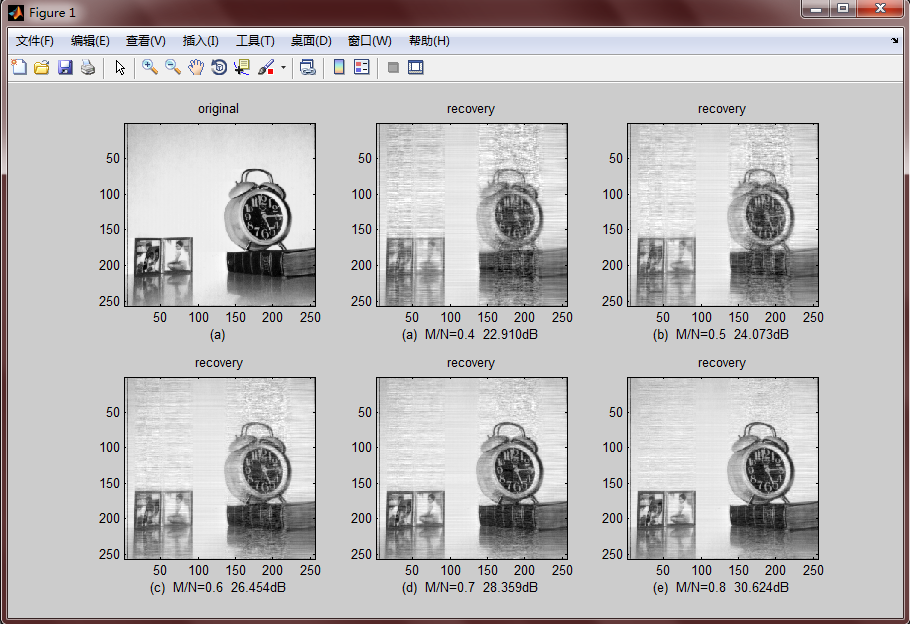 Figure 1
文件(F) 编辑(E) 查看(V) 插入(I) 工具(T) 桌面(D) 窗口(W) 帮助(H)
original
50
100
150
200
250
50 100 150 200 250
(a)
recovery
50
100
150
200
250
50 100 150 200 250
(a) M/N=0.4 22.910dB
recovery
50
100
150
200
250
50 100 150 200 250
(b) M/N=0.5 24.073dB
recovery
50
100
150
200
250
50 100 150 200 250
(c) M/N=0.6 26.454dB
recovery
50
100
150
200
250
50 100 150 200 250
(d) M/N=0.7 28.359dB
recovery
50
100
150
200
250
50 100 150 200 250
(e) M/N=0.8 30.624dB